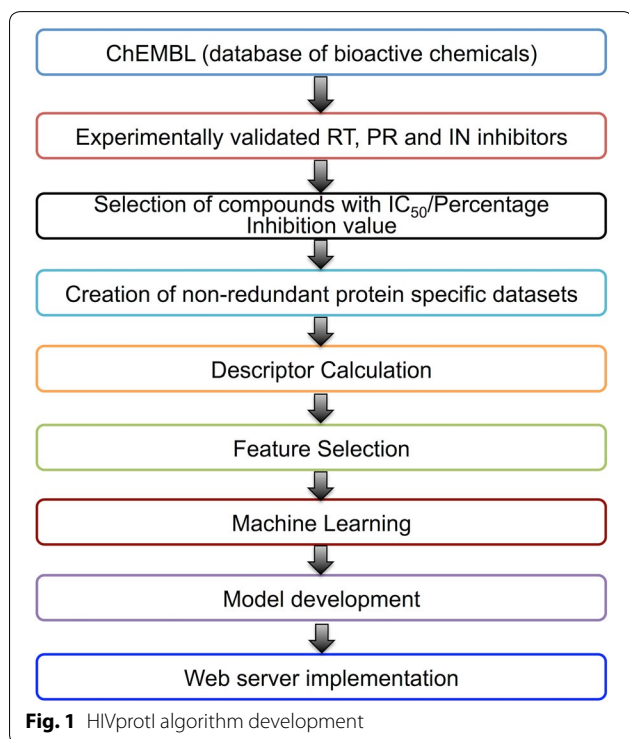 ChEMBL (database of bioactive chemicals)
Experimentally validated RT, PR and IN inhibitors
Selection of compounds with IC50/Percentage
Inhibition value
Creation of non-redundant protein specific datasets
Descriptor Calculation
Feature Selection
Machine Learning
Model development
Web server implementation
Fig. 1 HIVprotI algorithm development